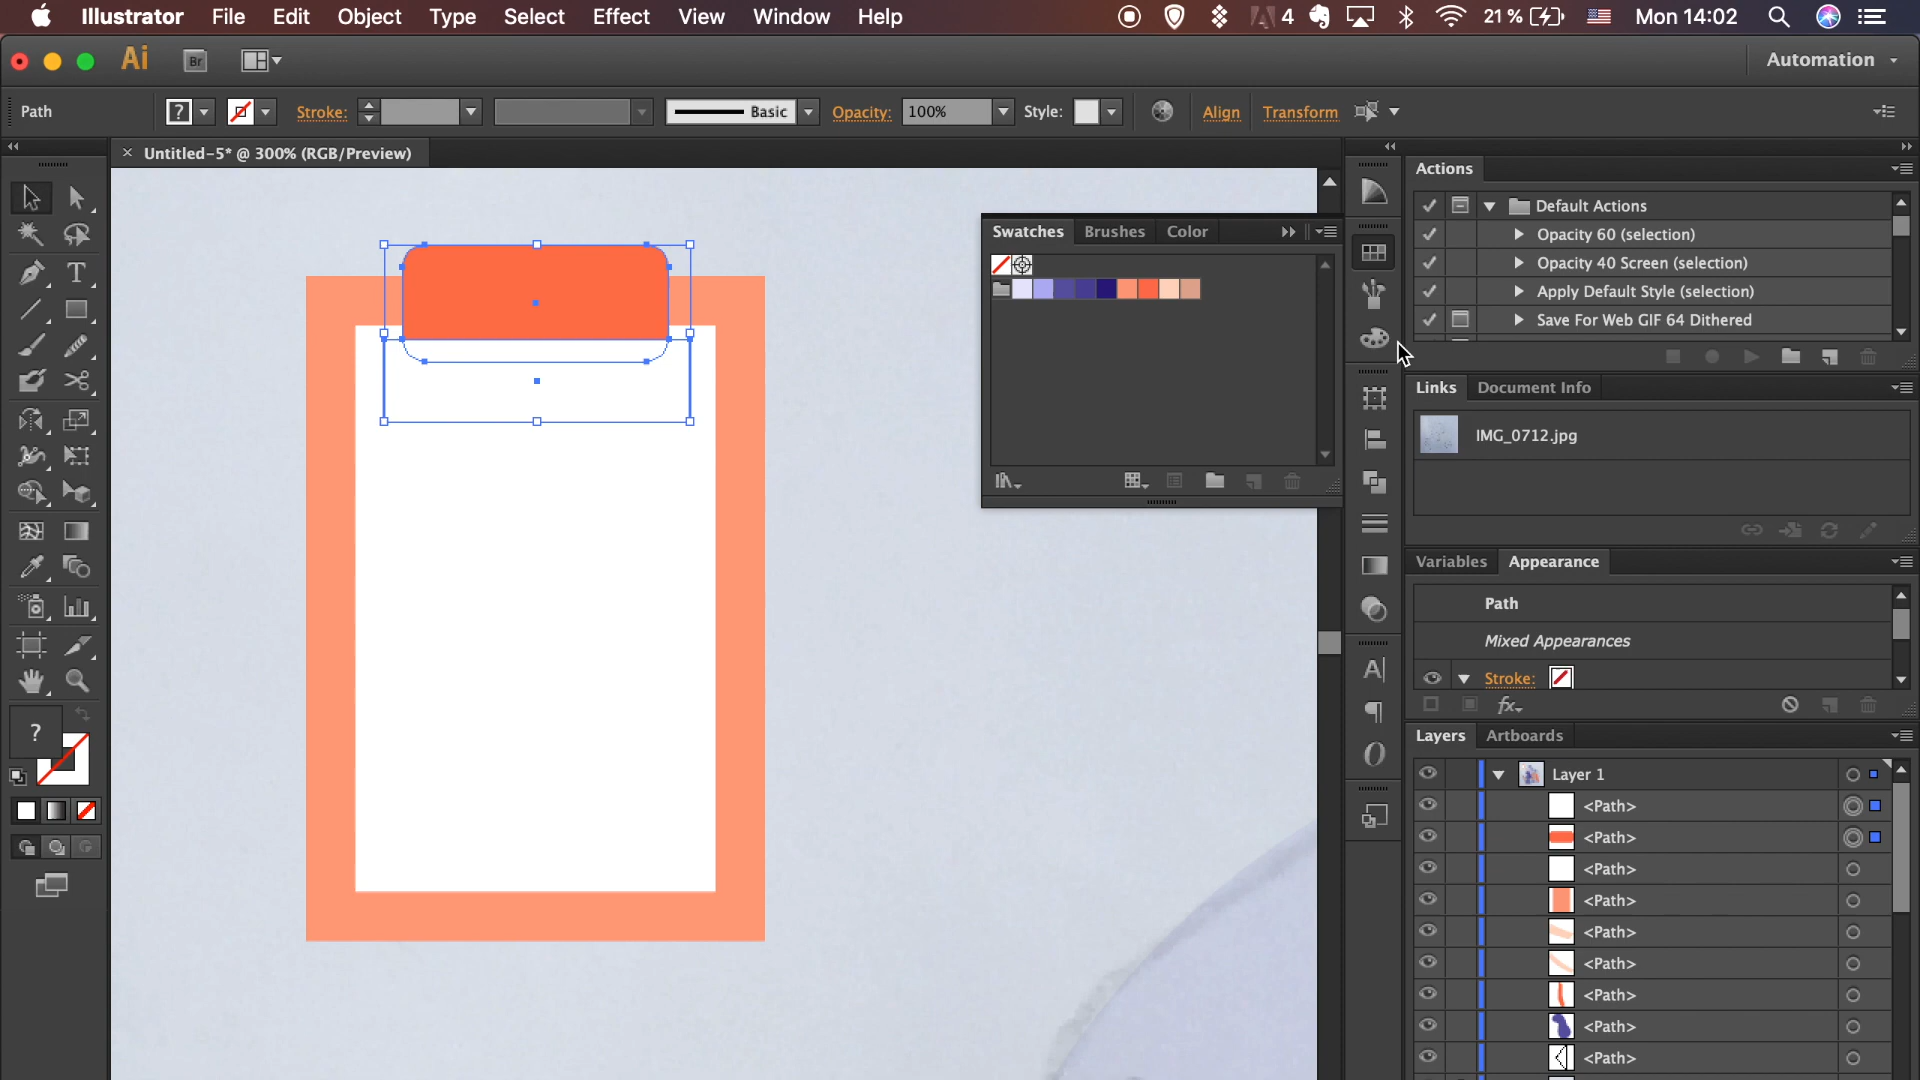 Illustrator File Edit Object Type Select Effect View Window Help 4 21 % Mon 14:02
Ai Br Automation
Path ? Stroke: Basic Opacity: 100% Style: Align Transform
× Untitled-5* @ 300% (RGB/Preview)
Actions
Default Actions
Opacity 60 (selection)
Opacity 40 Screen (selection)
Apply Default Style (selection)
Save For Web GIF 64 Dithered
Swatches Brushes Color
Links Document Info
IMG_0712.jpg
Variables Appearance
Path
Mixed Appearances
Stroke:
fx
Layers Artboards
Layer 1
<Path>
<Path>
<Path>
<Path>
<Path>
<Path>
<Path>
<Path>
<Path>
?